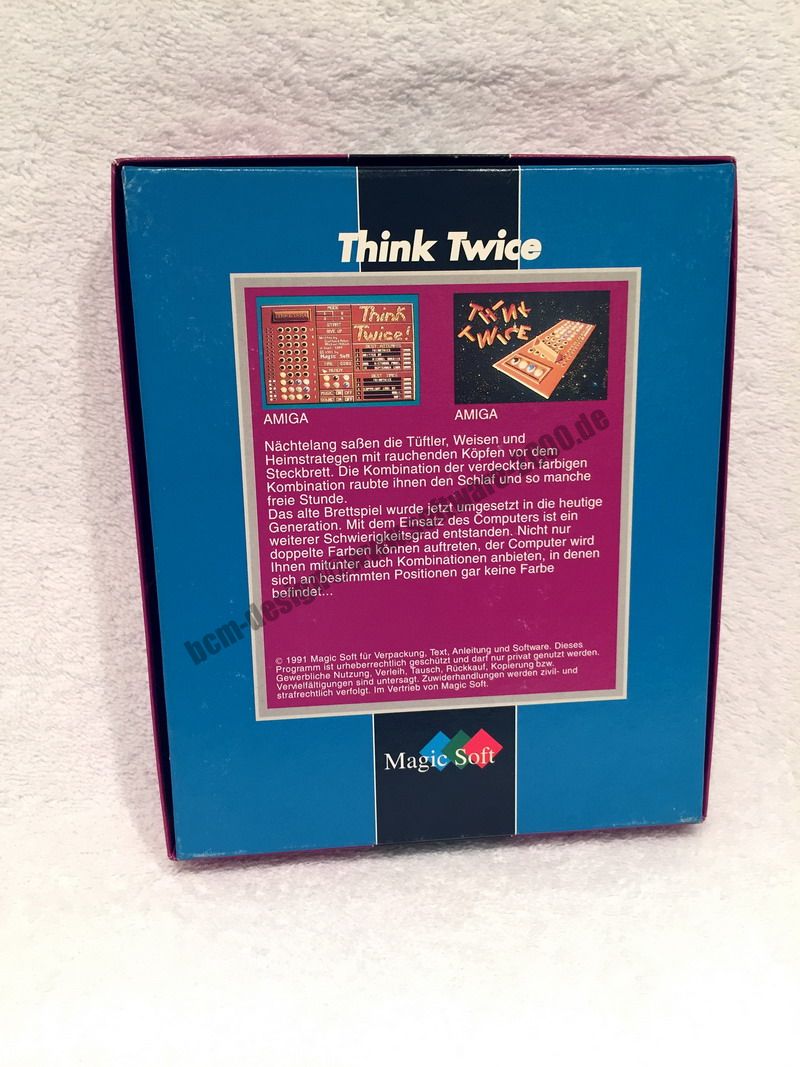 Think Twice
Think
Twice!
THINK
TWICE
AMIGA
AMIGA
Nächtelang saßen die Tüftler, Weisen und
Heimstrategen mit rauchenden Köpfen vor dem
Steckbrett. Die Kombination der verdeckten farbigen
Kombination raubte ihnen den Schlaf und so manche
freie Stunde.
Das alte Brettspiel wurde jetzt umgesetzt in die heutige
Generation. Mit dem Einsatz des Computers ist ein
weiterer Schwierigkeitsgrad entstanden. Nicht nur
doppelte Farben können auftreten, der Computer wird
Ihnen mitunter auch Kombinationen anbieten, in denen
sich an bestimmten Positionen gar keine Farbe
befindet...
© 1991 Magic Soft für Verpackung, Text, Anleitung und Software. Dieses
Programm ist urheberrechtlich geschützt und darf nur privat genutzt werden.
Gewerbliche Nutzung, Verleih, Tausch, Rückkauf, Kopierung bzw.
Vervielfältigungen sind untersagt. Zuwiderhandlungen werden zivil- und
strafrechtlich verfolgt. Im Vertrieb von Magic Soft.
Magic Soft